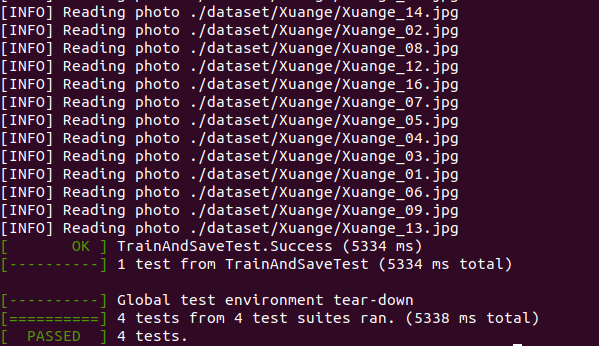 [INFO] Reading photo ./dataset/Xuange/Xuange_14.jpg
[INFO] Reading photo ./dataset/Xuange/Xuange_02.jpg
[INFO] Reading photo ./dataset/Xuange/Xuange_08.jpg
[INFO] Reading photo ./dataset/Xuange/Xuange_12.jpg
[INFO] Reading photo ./dataset/Xuange/Xuange_16.jpg
[INFO] Reading photo ./dataset/Xuange/Xuange_07.jpg
[INFO] Reading photo ./dataset/Xuange/Xuange_05.jpg
[INFO] Reading photo ./dataset/Xuange/Xuange_04.jpg
[INFO] Reading photo ./dataset/Xuange/Xuange_03.jpg
[INFO] Reading photo ./dataset/Xuange/Xuange_01.jpg
[INFO] Reading photo ./dataset/Xuange/Xuange_06.jpg
[INFO] Reading photo ./dataset/Xuange/Xuange_09.jpg
[INFO] Reading photo ./dataset/Xuange/Xuange_13.jpg
[       OK ] TrainAndSaveTest.Success (5334 ms)
[----------] 1 test from TrainAndSaveTest (5334 ms total)

[----------] Global test environment tear-down
[==========] 4 tests from 4 test suites ran. (5338 ms total)
[  PASSED  ] 4 tests.